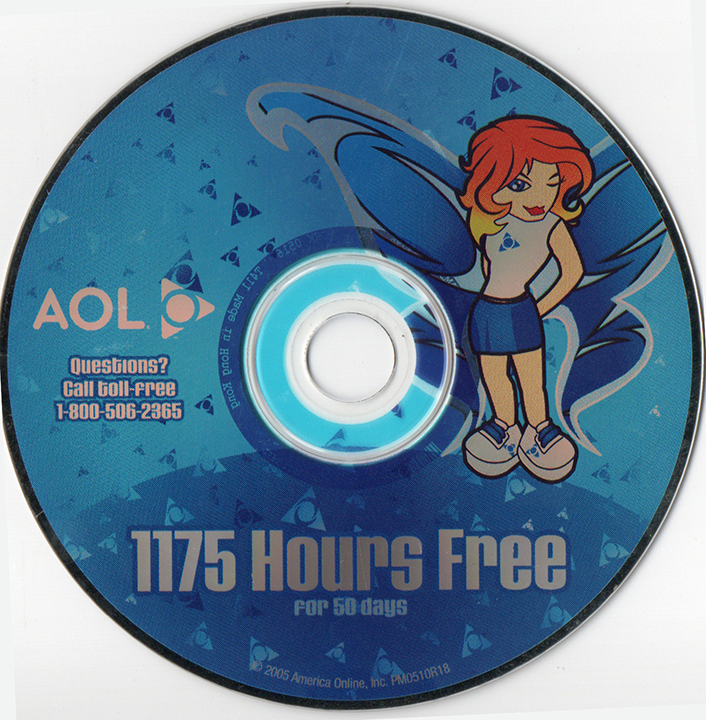 AOL®
Questions?
Call toll-free
1-800-506-2365
1175 Hours Free
for 50 days
© 2005 America Online, Inc. PM0510R18
Made in Hong Kong